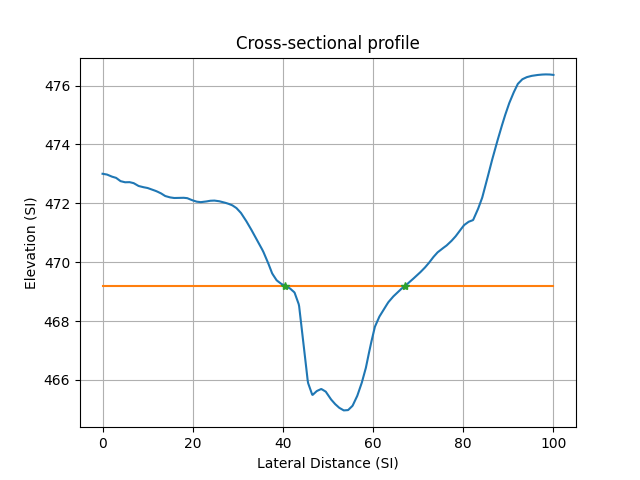 Cross-sectional profile
476
474
472
470
468
466
Elevation (SI)
0 20 40 60 80 100
Lateral Distance (SI)